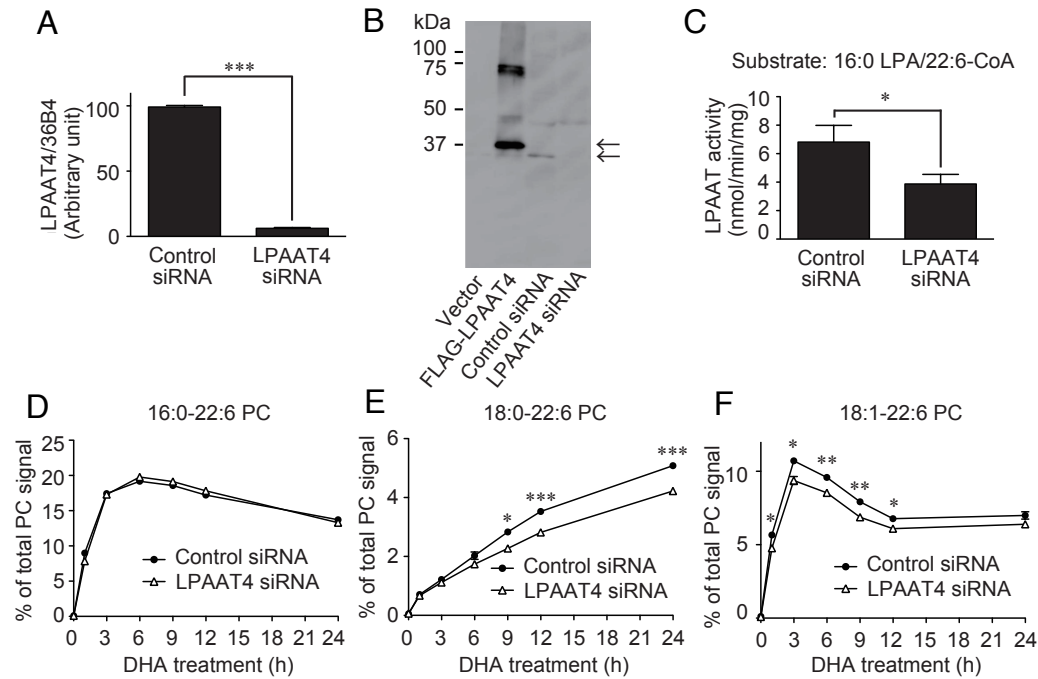 A
LPAAT4/36B4
(Arbitrary unit)
100
50
0
***
Control
siRNA
LPAAT4
siRNA
B
kDa
100
75
50
37
Vector
FLAG-LPAAT4
Control siRNA
LPAAT4 siRNA
C
Substrate: 16:0 LPA/22:6-CoA
LPAAT activity
(nmol/min/mg)
10
8
6
4
2
0
*
Control
siRNA
LPAAT4
siRNA
D
16:0-22:6 PC
% of total PC signal
25
20
15
10
5
0
Control siRNA
LPAAT4 siRNA
0 3 6 9 12 15 18 21 24
DHA treatment (h)
E
18:0-22:6 PC
% of total PC signal
6
4
2
0
* *** ***
Control siRNA
LPAAT4 siRNA
0 3 6 9 12 15 18 21 24
DHA treatment (h)
F
18:1-22:6 PC
% of total PC signal
10
5
0
* * ** ** *
Control siRNA
LPAAT4 siRNA
0 3 6 9 12 15 18 21 24
DHA treatment (h)